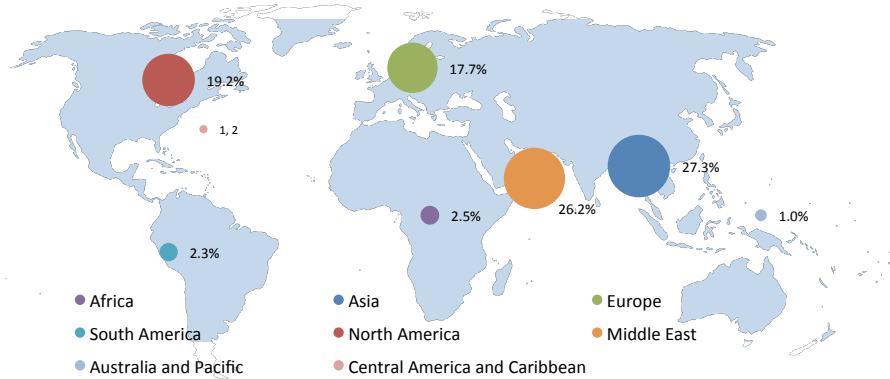 19.2%
17.7%
1, 2
27.3%
26.2%
2.5%
1.0%
2.3%
Africa
Asia
Europe
South America
North America
Middle East
Australia and Pacific
Central America and Caribbean